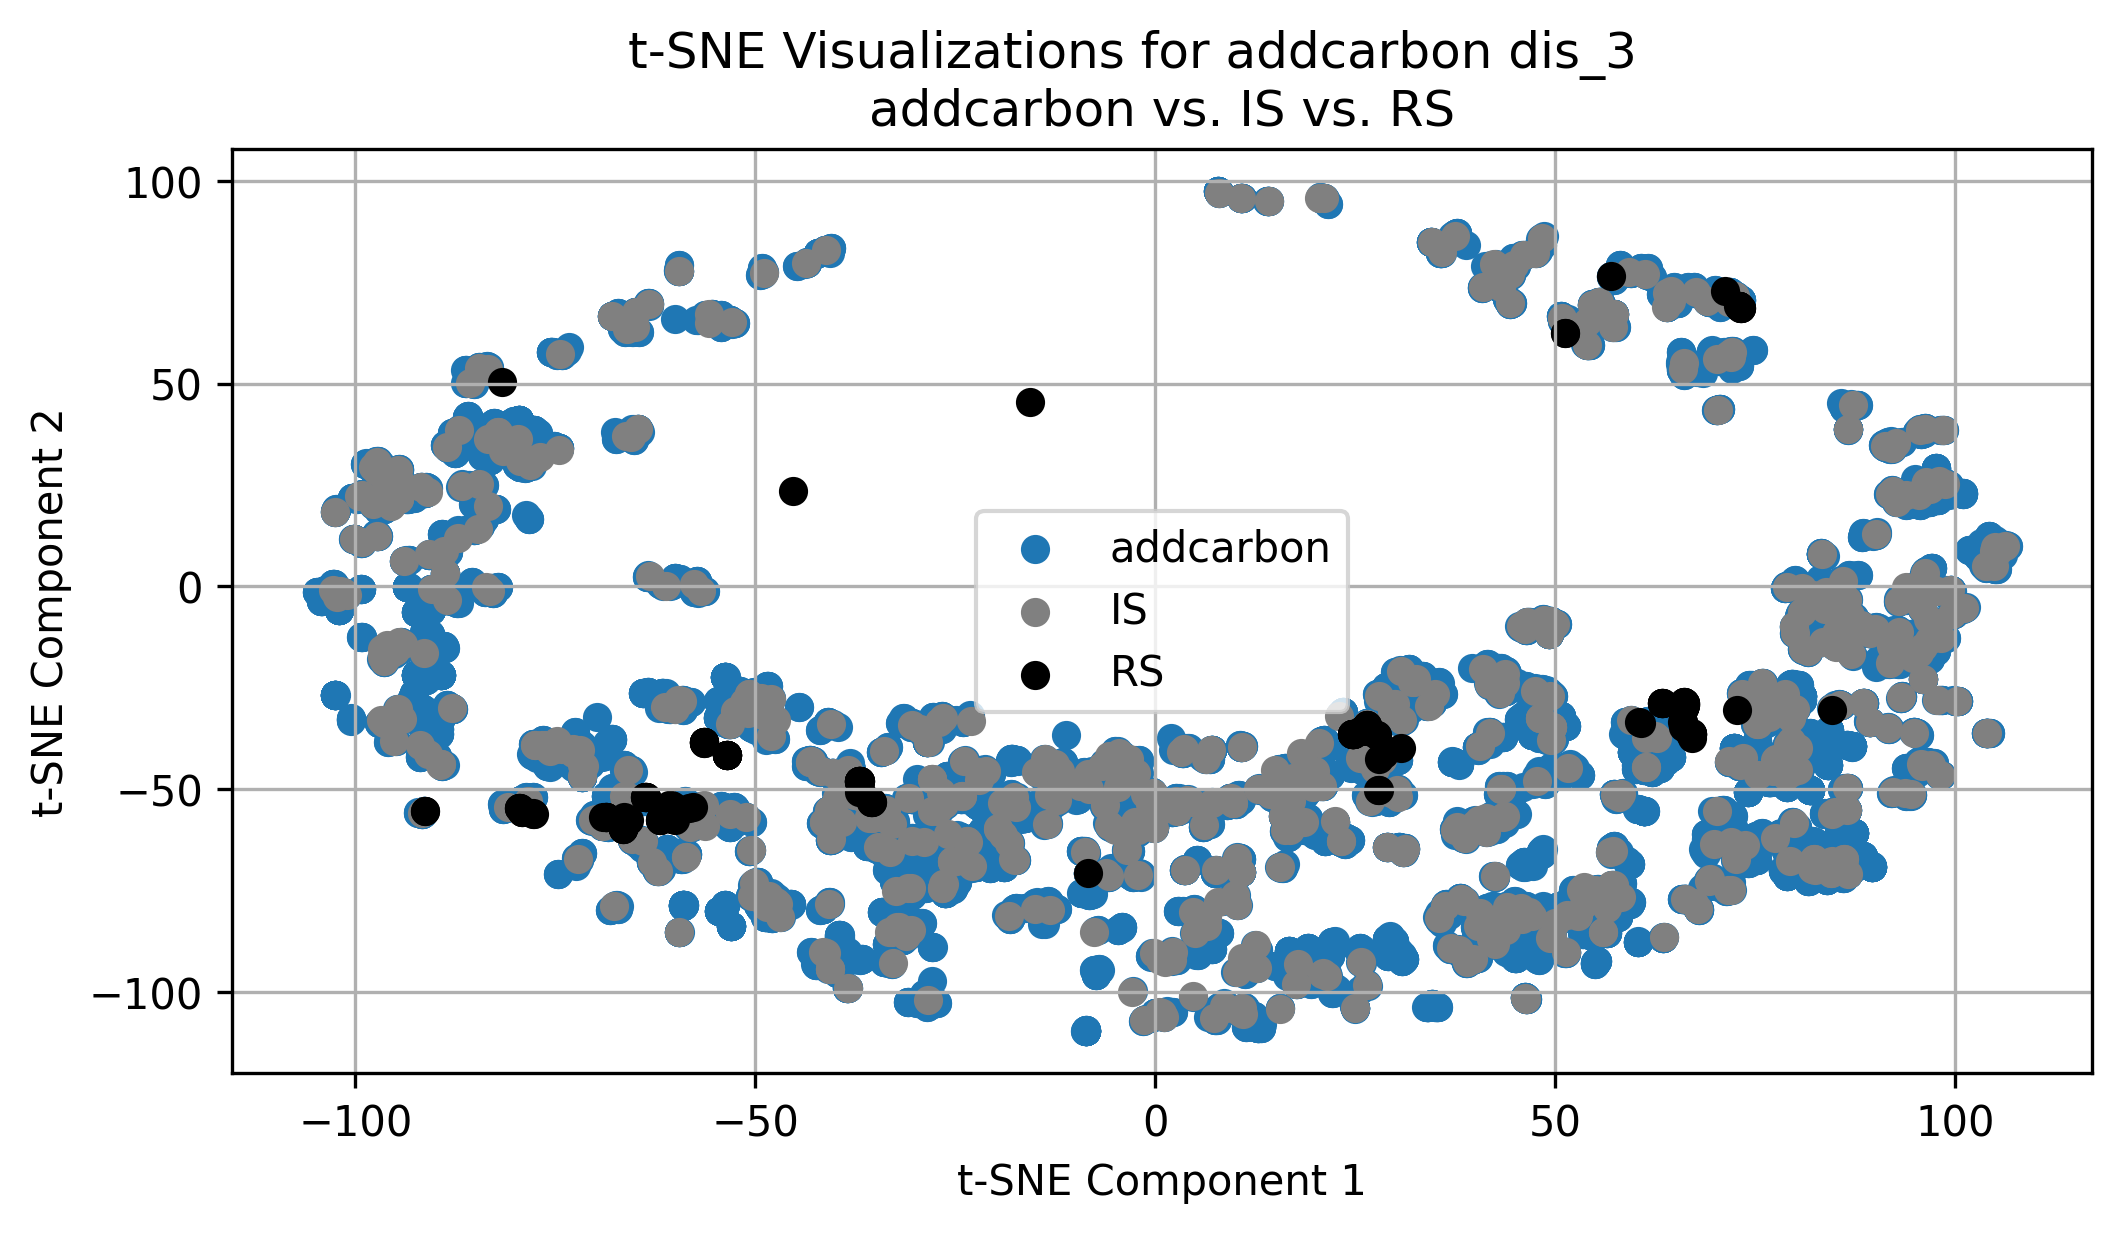 t-SNE Visualizations for addcarbon dis_3
addcarbon vs. IS vs. RS
100
50
0
−50
−100
t-SNE Component 2
addcarbon
IS
RS
−100
−50
0
50
100
t-SNE Component 1